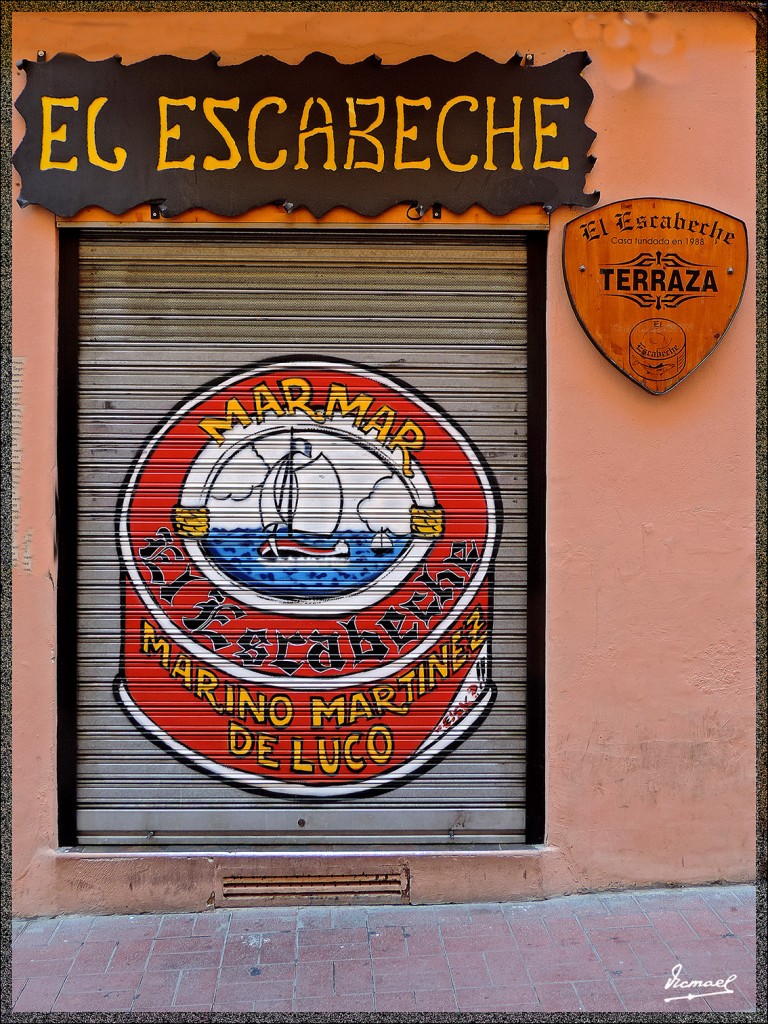 EL ESCABECHE
El Escabeche
Casa fundada en 1988
TERRAZA
El
Escabeche
MAR MAR
El Escabeche
MARINO MARTINEZ
DE LUCO
Vicmael